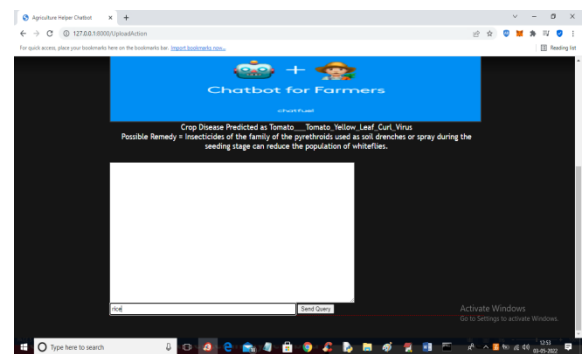 Agriculture Helper Chatbot
127.0.0.1:8000/UploadAction
For quick access, place your bookmarks here on the bookmarks bar. Import bookmarks now...
Reading list
Chatbot for Farmers
chatfuel
Crop Disease Predicted as Tomato___Tomato_Yellow_Leaf_Curl_Virus
Possible Remedy = Insecticides of the family of the pyrethroids used as soil drenches or spray during the
seeding stage can reduce the population of whiteflies.
rice
Send Query
Activate Windows
Go to Settings to activate Windows.
Type here to search
12:53
03-05-2022